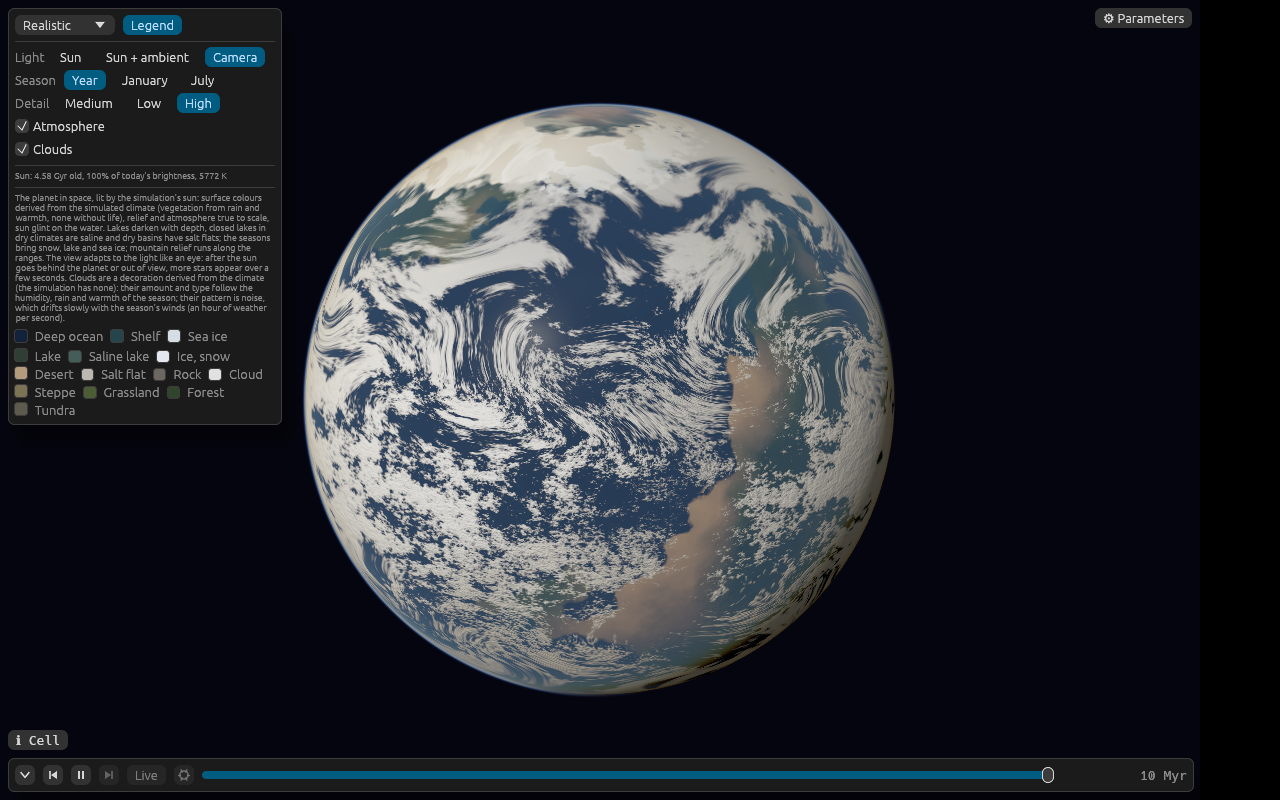 Realistic Legend
⚙ Parameters
Light Sun Sun + ambient Camera
Season Year January July
Detail Medium Low High
Atmosphere
Clouds
Sun: 4.58 Gyr old, 100% of today's brightness, 5772 K
The planet in space, lit by the simulation's sun: surface colours
derived from the simulated climate (vegetation from rain and
warmth, none without life), relief and atmosphere true to scale,
sun glint on the water. Lakes darken with depth, closed lakes in
dry climates are saline and dry basins have salt flats; the seasons
bring snow, lake and sea ice; mountain relief runs along the
ranges. The view adapts to the light like an eye: after the sun
goes behind the planet or out of view, more stars appear over a
few seconds. Clouds are a decoration derived from the climate
(the simulation has none): their amount and type follow the
humidity, rain and warmth of the season; their pattern is noise,
which drifts slowly with the season's winds (an hour of weather
per second).
Deep ocean Shelf Sea ice
Lake Saline lake Ice, snow
Desert Salt flat Rock Cloud
Steppe Grassland Forest
Tundra
ℹ Cell
Live 10 Myr